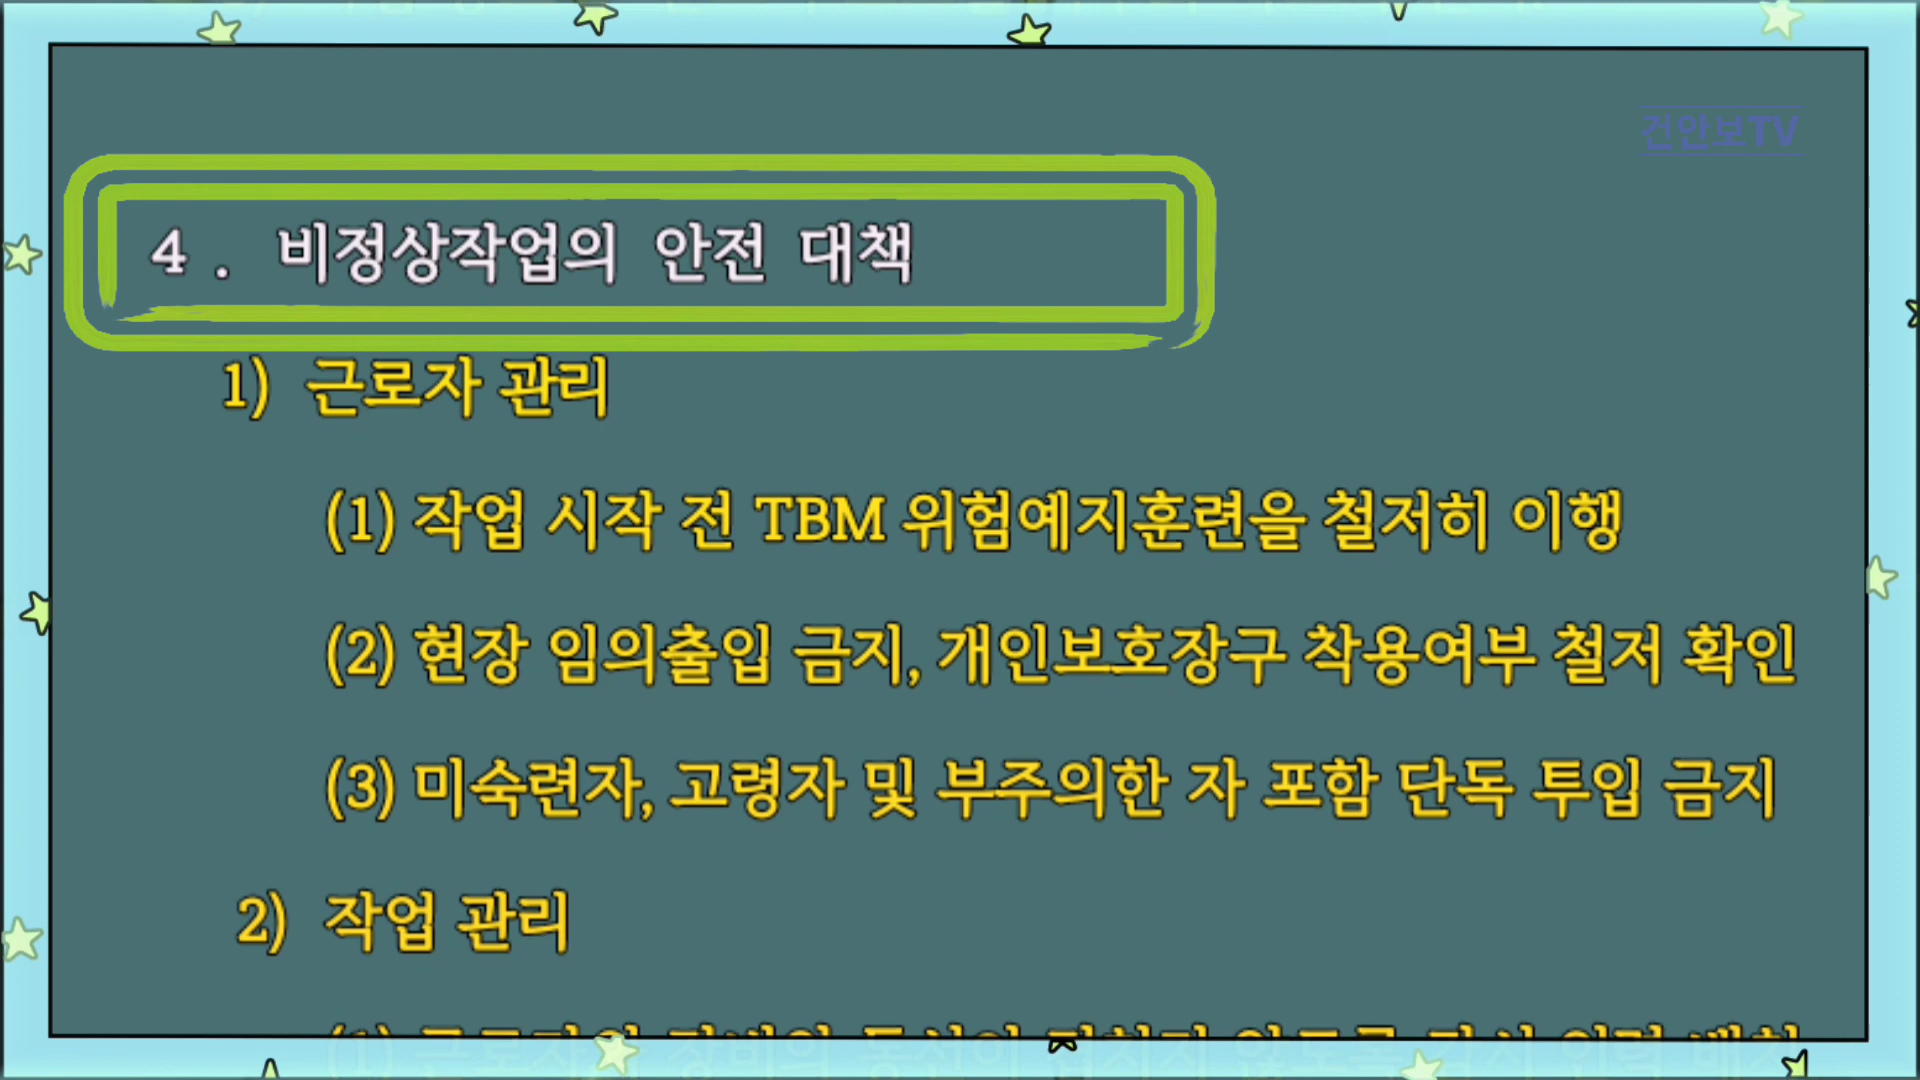 건안보TV
4. 비정상작업의 안전 대책
1) 근로자 관리
(1) 작업 시작 전 TBM 위험예지훈련을 철저히 이행
(2) 현장 임의출입 금지, 개인보호장구 착용여부 철저 확인
(3) 미숙련자, 고령자 및 부주의한 자 포함 단독 투입 금지
2) 작업 관리